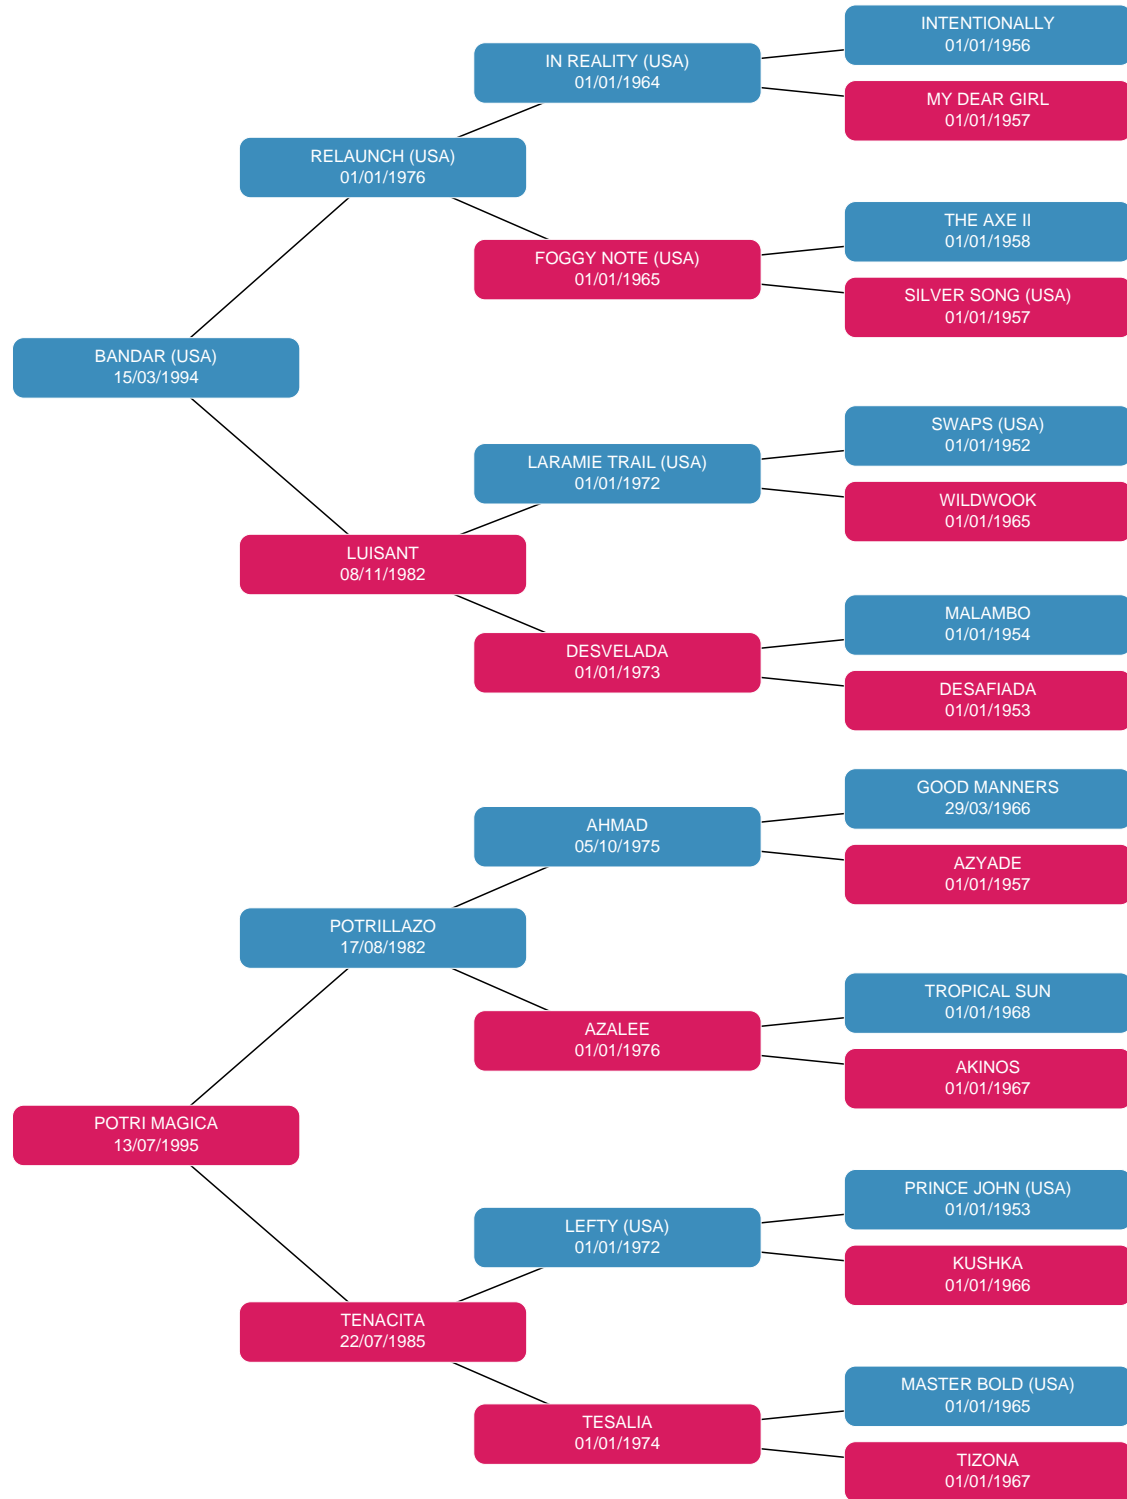 INTENTIONALLY
01/01/1956
IN REALITY (USA)
01/01/1964
MY DEAR GIRL
01/01/1957
RELAUNCH (USA)
01/01/1976
THE AXE II
01/01/1958
FOGGY NOTE (USA)
01/01/1965
SILVER SONG (USA)
01/01/1957
BANDAR (USA)
15/03/1994
SWAPS (USA)
01/01/1952
LARAMIE TRAIL (USA)
01/01/1972
WILDWOOK
01/01/1965
LUISANT
08/11/1982
MALAMBO
01/01/1954
DESVELADA
01/01/1973
DESAFIADA
01/01/1953
GOOD MANNERS
29/03/1966
AHMAD
05/10/1975
AZYADE
01/01/1957
POTRILLAZO
17/08/1982
TROPICAL SUN
01/01/1968
AZALEE
01/01/1976
AKINOS
01/01/1967
POTRI MAGICA
13/07/1995
PRINCE JOHN (USA)
01/01/1953
LEFTY (USA)
01/01/1972
KUSHKA
01/01/1966
TENACITA
22/07/1985
MASTER BOLD (USA)
01/01/1965
TESALIA
01/01/1974
TIZONA
01/01/1967